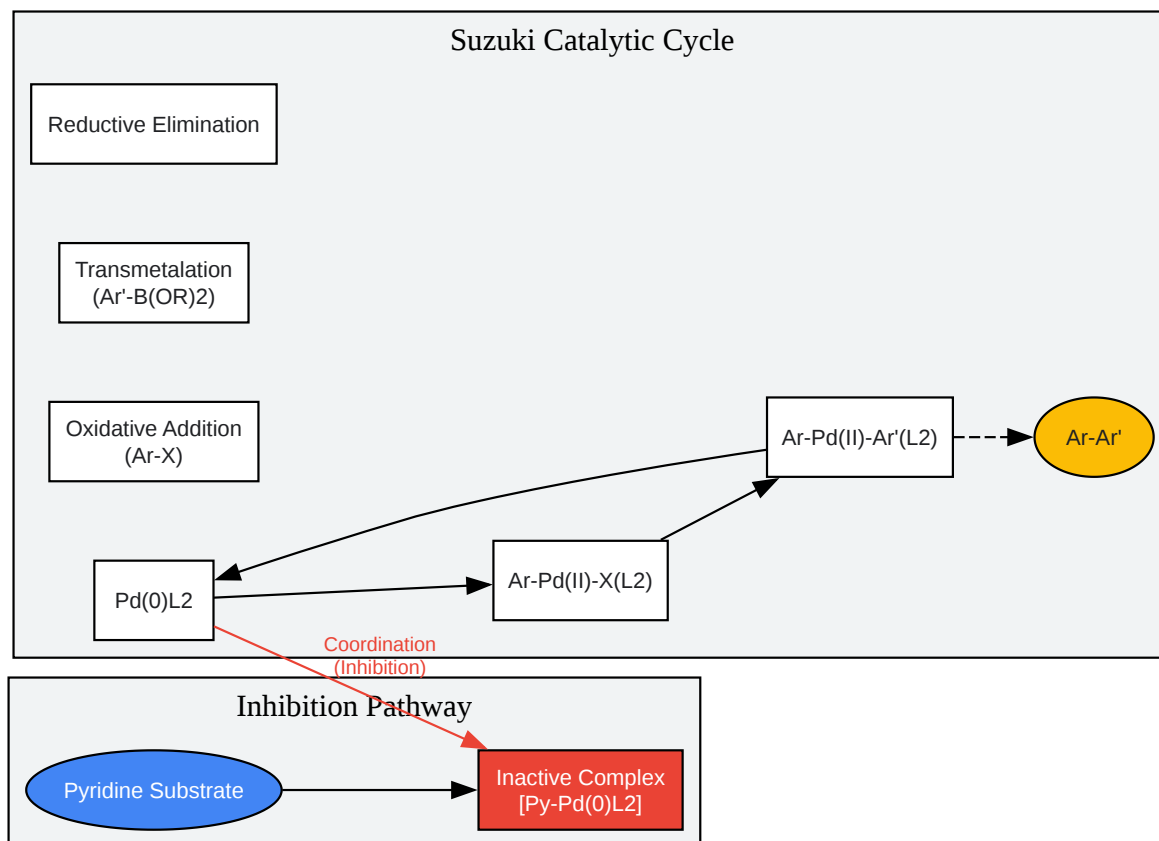 Suzuki Catalytic Cycle
Reductive Elimination
Transmetalation
(Ar'-B(OR)2)
Oxidative Addition
(Ar-X)
Ar-Pd(II)-Ar'(L2)
Ar-Ar'
Pd(0)L2
Ar-Pd(II)-X(L2)
Coordination
(Inhibition)
Inhibition Pathway
Pyridine Substrate
Inactive Complex
[Py-Pd(0)L2]